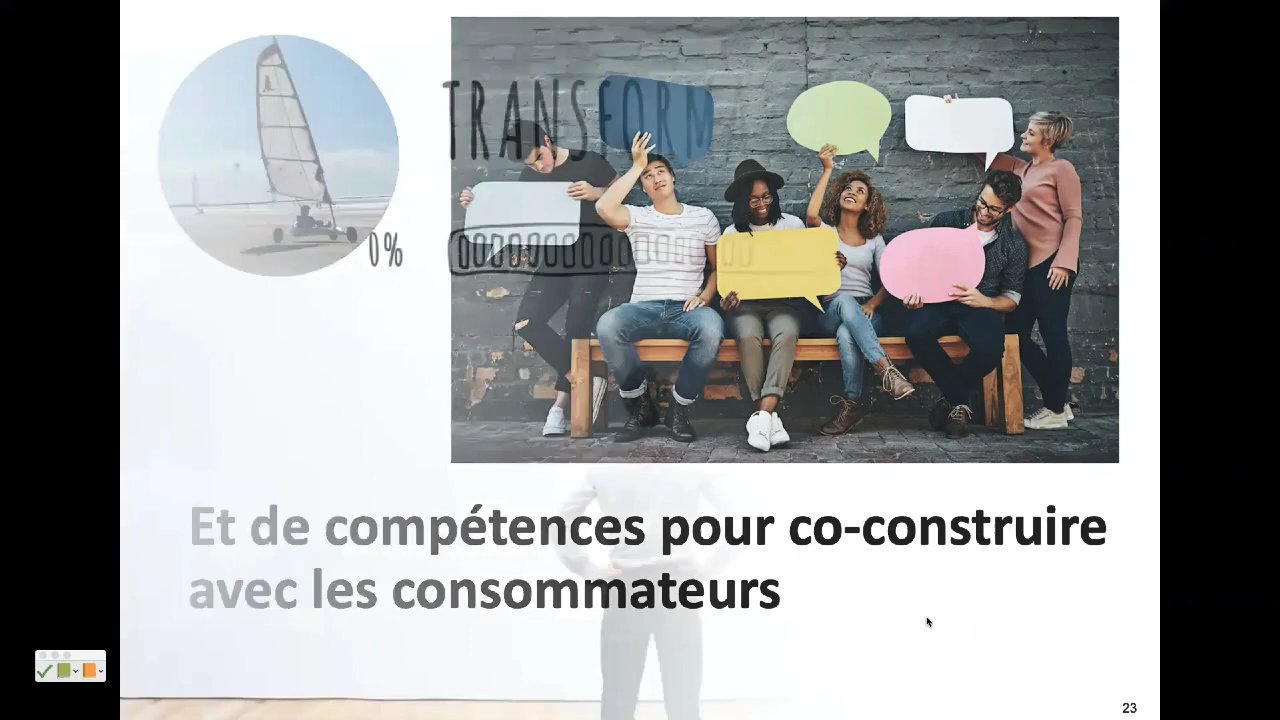 TRANSFORM
0%
Et de compétences pour co-construire
avec les consommateurs
23